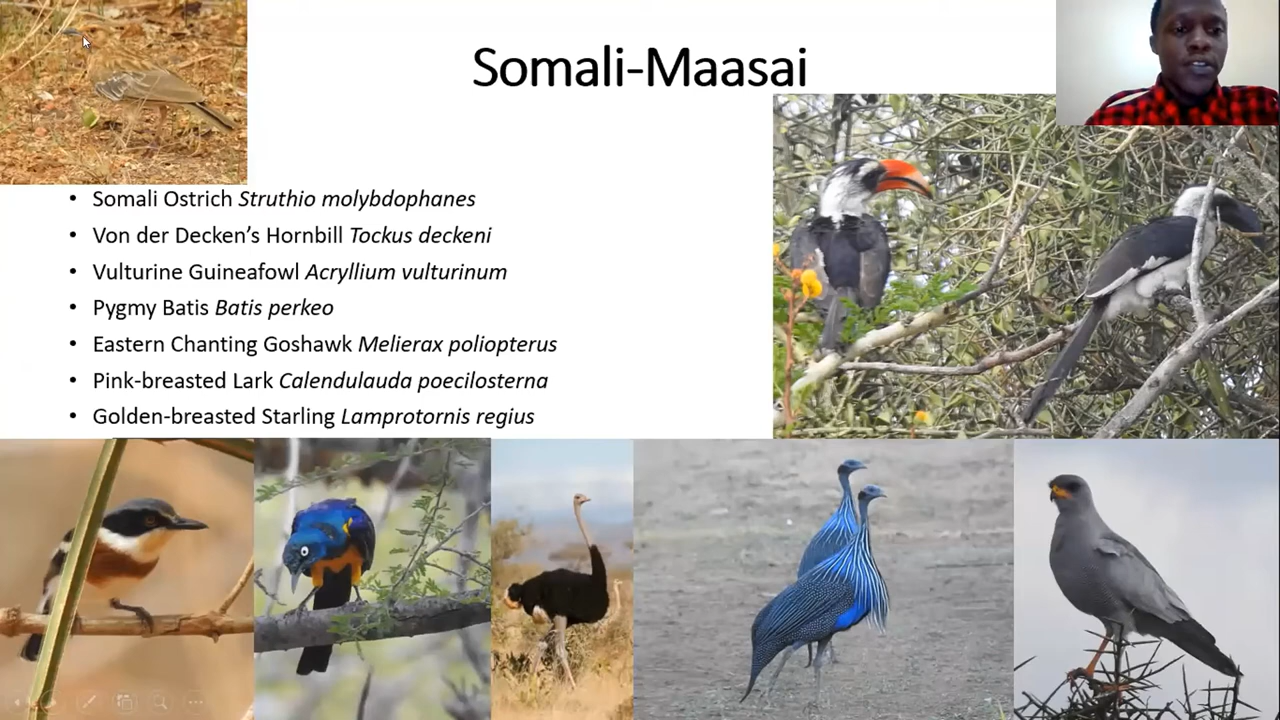 Somali-Maasai
• Somali Ostrich Struthio molybdophanes
• Von der Decken’s Hornbill Tockus deckeni
• Vulturine Guineafowl Acryllium vulturinum
• Pygmy Batis Batis perkeo
• Eastern Chanting Goshawk Melierax poliopterus
• Pink-breasted Lark Calendulauda poecilosterna
• Golden-breasted Starling Lamprotornis regius